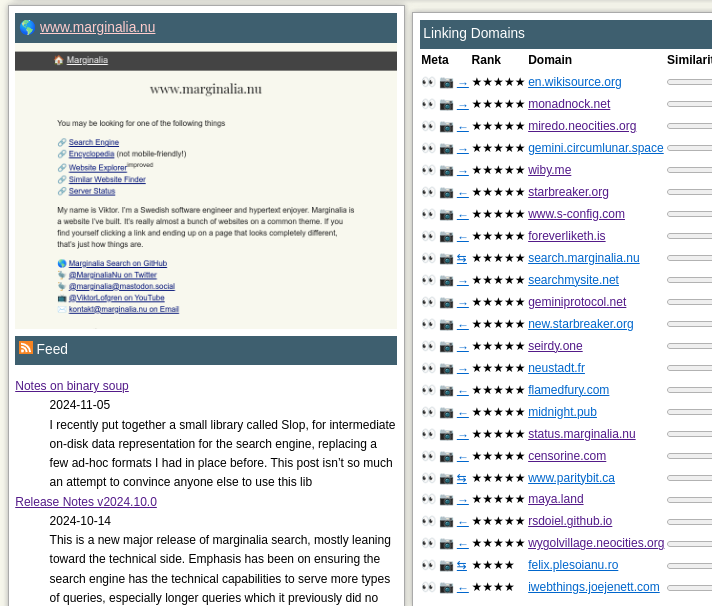 www.marginalia.nu
Marginalia
www.marginalia.nu
You may be looking for one of the following things
Search Engine
Encyclopedia (not mobile-friendly!)
Website Explorer improved
Similar Website Finder
Server Status
My name is Viktor. I'm a Swedish software engineer and hypertext enjoyer. Marginalia is
a website I've built. It's really almost a bunch of websites on a common theme. If you
find yourself clicking a link and ending up on a page that looks completely different,
that's just how things are.
Marginalia Search on GitHub
@MarginaliaNu on Twitter
@marginalia@mastodon.social
@ViktorLofgren on YouTube
kontakt@marginalia.nu on Email
Feed
Notes on binary soup
2024-11-05
I recently put together a small library called Slop, for intermediate
on-disk data representation for the search engine, replacing a
few ad-hoc formats I had in place before. This post isn't so much
an attempt to convince anyone else to use this lib
Release Notes v2024.10.0
2024-10-14
This is a new major release of marginalia search, mostly leaning
toward the technical side. Emphasis has been on ensuring the
search engine has the technical capabilities to serve more types
of queries, especially longer queries which it previously did no
Linking Domains
Meta Rank Domain Similarit
→ ★★★★★ en.wikisource.org
→ ★★★★★ monadnock.net
← ★★★★★ miredo.neocities.org
→ ★★★★★ gemini.circumlunar.space
→ ★★★★★ wiby.me
← ★★★★★ starbreaker.org
← ★★★★★ www.s-config.com
← ★★★★★ foreverliketh.is
⇆ ★★★★★ search.marginalia.nu
→ ★★★★★ searchmysite.net
→ ★★★★★ geminiprotocol.net
← ★★★★★ new.starbreaker.org
→ ★★★★★ seirdy.one
→ ★★★★★ neustadt.fr
← ★★★★★ flamedfury.com
← ★★★★★ midnight.pub
→ ★★★★★ status.marginalia.nu
← ★★★★★ censorine.com
⇆ ★★★★★ www.paritybit.ca
→ ★★★★★ maya.land
← ★★★★★ rsdoiel.github.io
← ★★★★★ wygolvillage.neocities.org
⇆ ★★★★ felix.plesoianu.ro
← ★★★★ iwebthings.joejenett.com